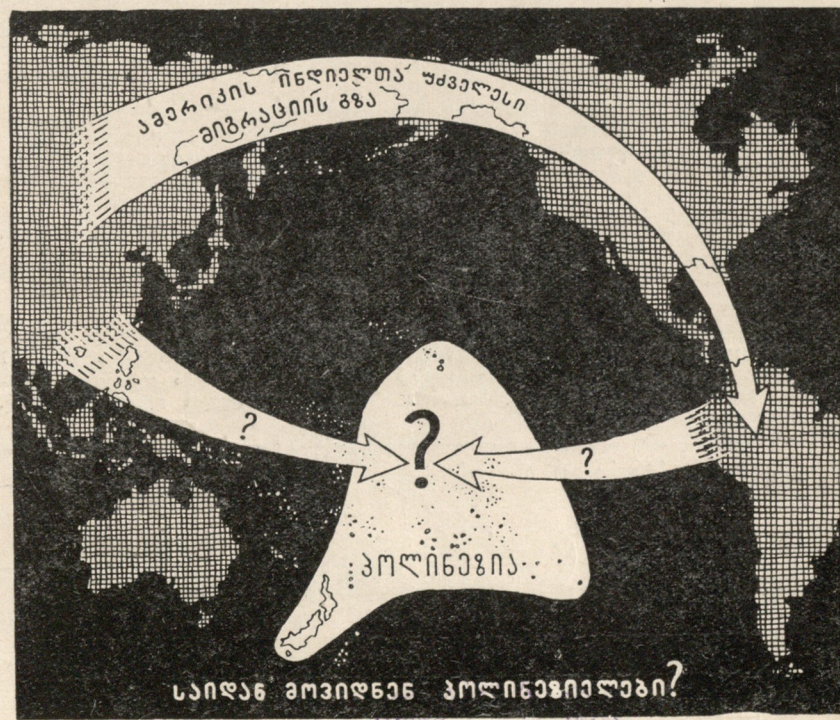 ამერიკის ინდიელთა უძველესი
მიგრაციის გზა
?
?
?
პოლინეზია
საიდან მოვიდნენ პოლინეზიელები?